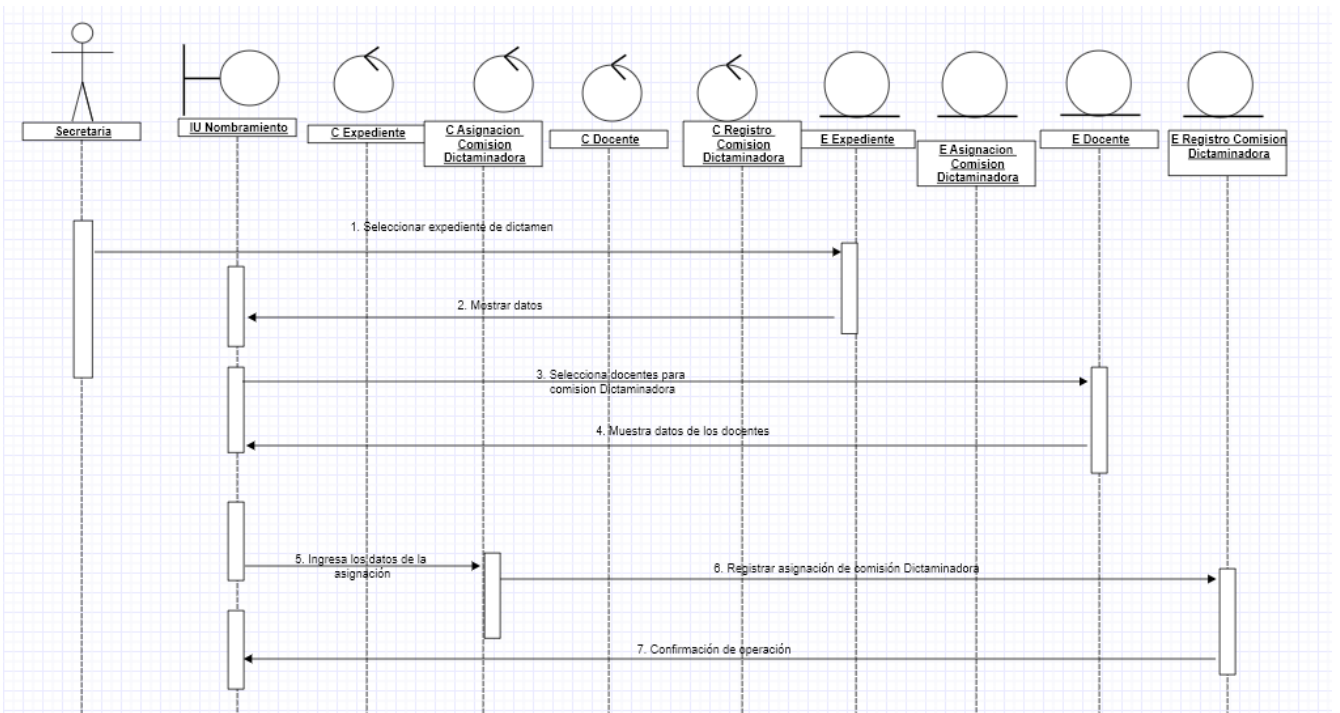 Secretaria
IU Nombramiento
C Expediente
C Asignacion
Comision
Dictaminadora
C Docente
C Registro
Comision
Dictaminadora
E Expediente
E Asignacion
Comision
Dictaminadora
E Docente
E Registro Comision
Dictaminadora
1. Seleccionar expediente de dictamen
2. Mostrar datos
3. Selecciona docentes para
comision Dictaminadora
4. Muestra datos de los docentes
5. Ingresa los datos de la
asignación
6. Registrar asignación de comisión Dictaminadora
7. Confirmación de operación